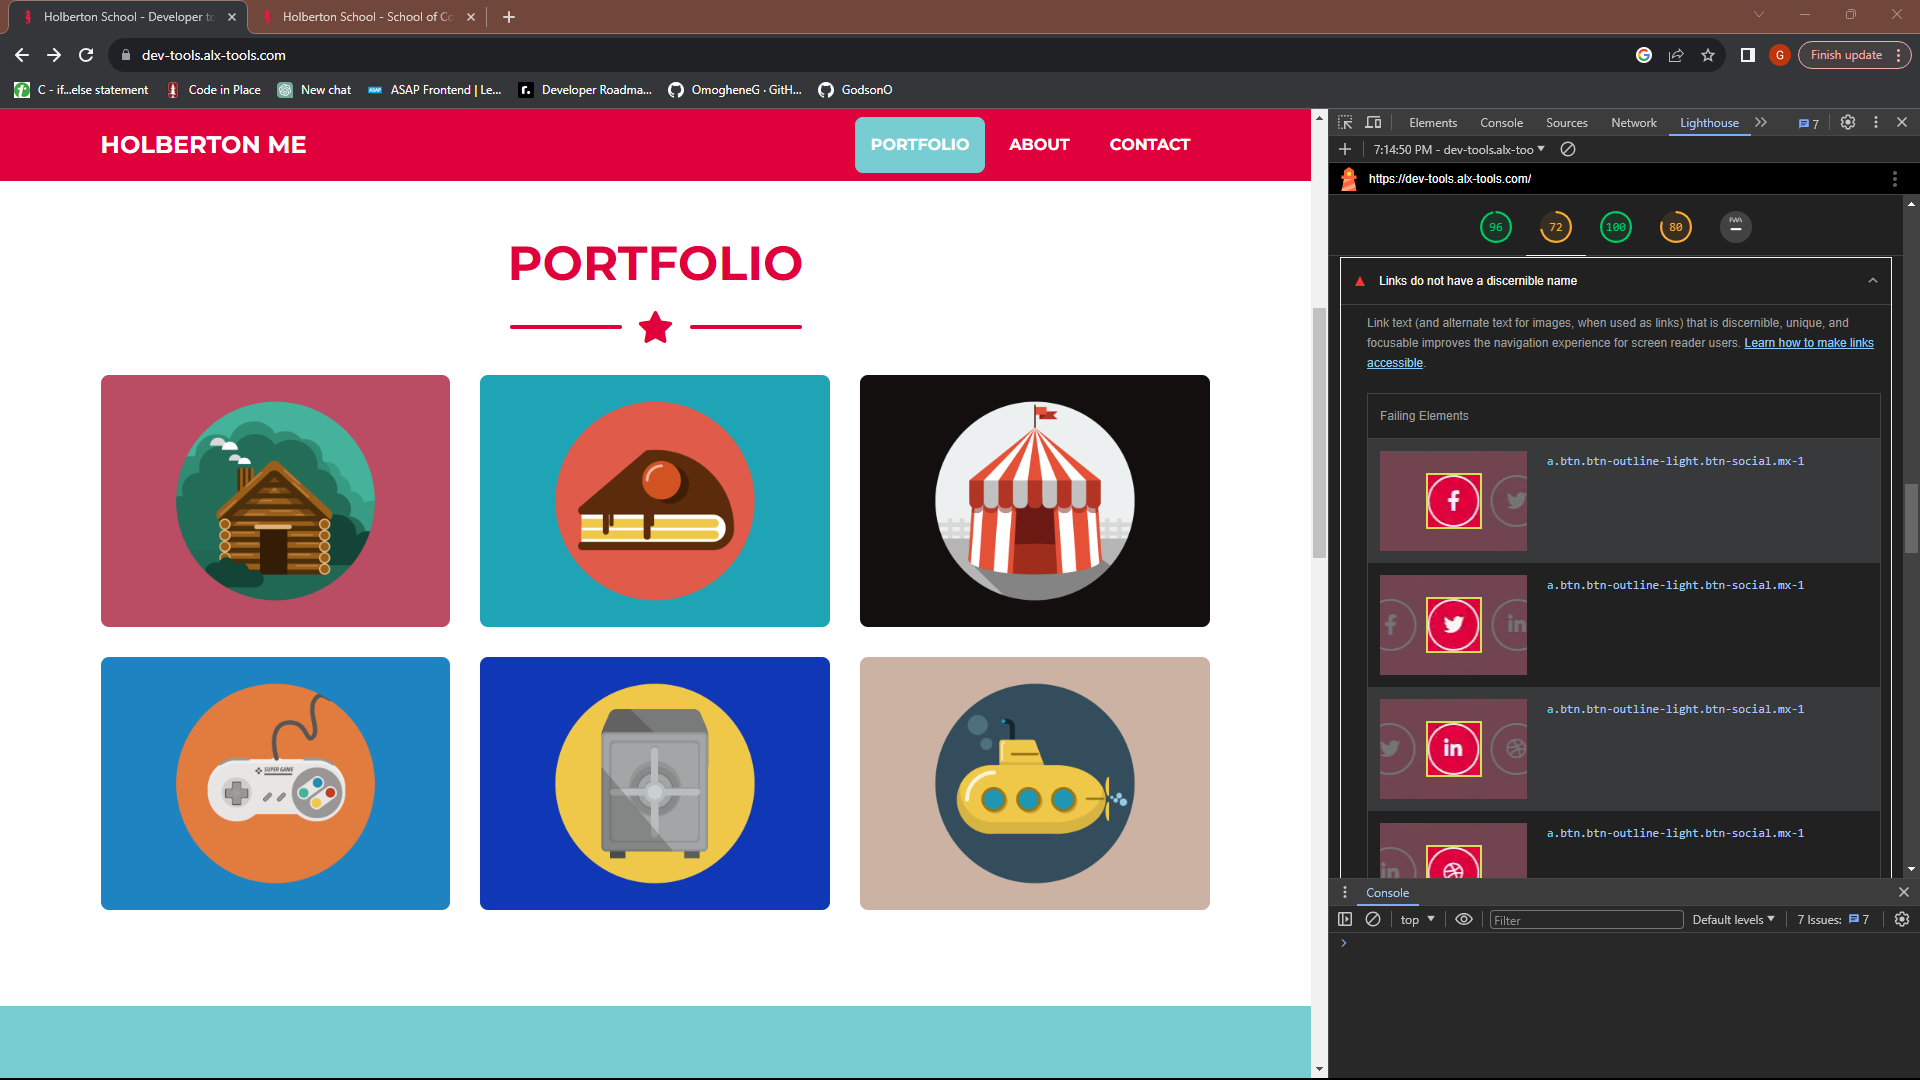 Holberton School - Developer to
Holberton School - School of Co
dev-tools.alx-tools.com
G
Finish update
C - if...else statement
Code in Place
New chat
ASAP
ASAP Frontend | Le...
r.
Developer Roadma...
OmogheneG · GitH...
GodsonO
HOLBERTON ME
PORTFOLIO
ABOUT
CONTACT
PORTFOLIO
SUPER GAME
Elements
Console
Sources
Network
Lighthouse
7
7:14:50 PM - dev-tools.alx-too
https://dev-tools.alx-tools.com/
96
72
100
80
PWA
Links do not have a discernible name
Link text (and alternate text for images, when used as links) that is discernible, unique, and
focusable improves the navigation experience for screen reader users. Learn how to make links
accessible.
Failing Elements
a.btn.btn-outline-light.btn-social.mx-1
a.btn.btn-outline-light.btn-social.mx-1
a.btn.btn-outline-light.btn-social.mx-1
a.btn.btn-outline-light.btn-social.mx-1
Console
top
Filter
Default levels
7 Issues:
7